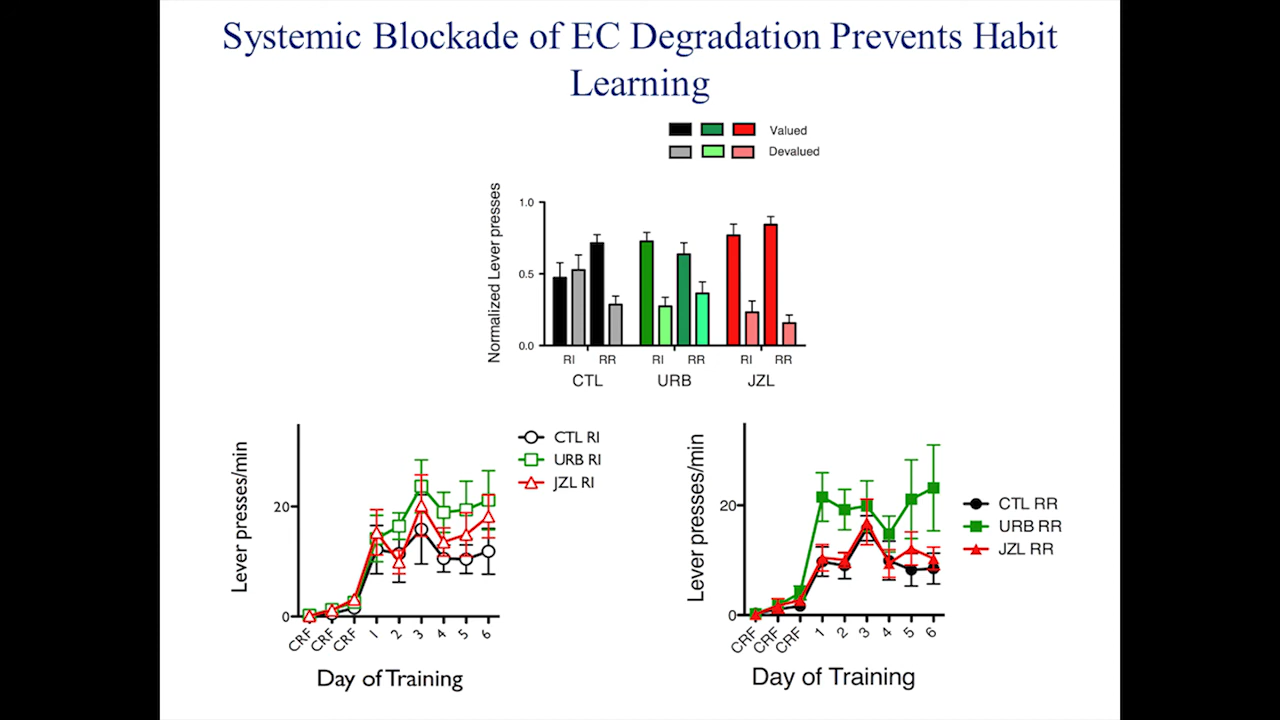 Systemic Blockade of EC Degradation Prevents Habit
Learning
Valued
Devalued
Normalized Lever presses
1.0
0.5
0.0
RI RR RI RR RI RR
CTL URB JZL
Lever presses/min
20
0
CRF CRF CRF 1 2 3 4 5 6
Day of Training
CTL RI
URB RI
JZL RI
Lever presses/min
20
0
CRF CRF CRF 1 2 3 4 5 6
Day of Training
CTL RR
URB RR
JZL RR